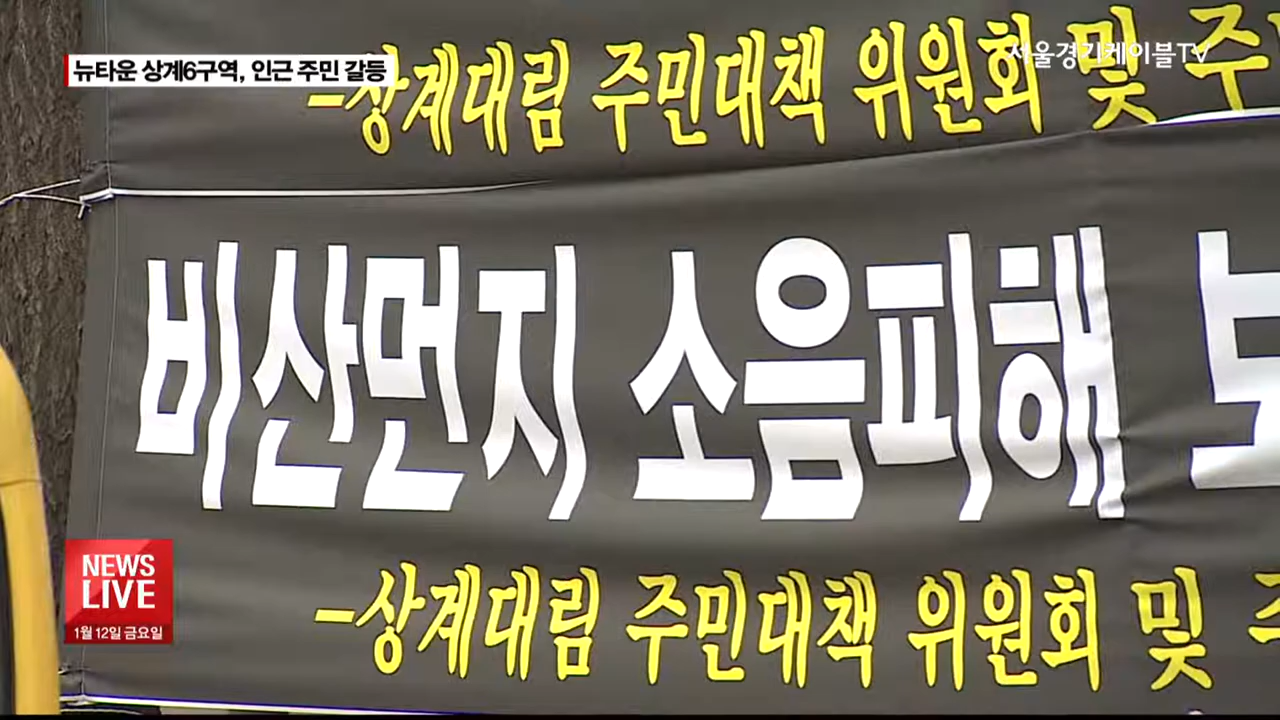 서울경기케이블TV
뉴타운 상계6구역, 인근 주민 갈등
-상계대림 주민대책 위원회 및 주
비산먼지 소음피해
-상계대림 주민대책 위원회 및
NEWS
LIVE
1월 12일 금요일